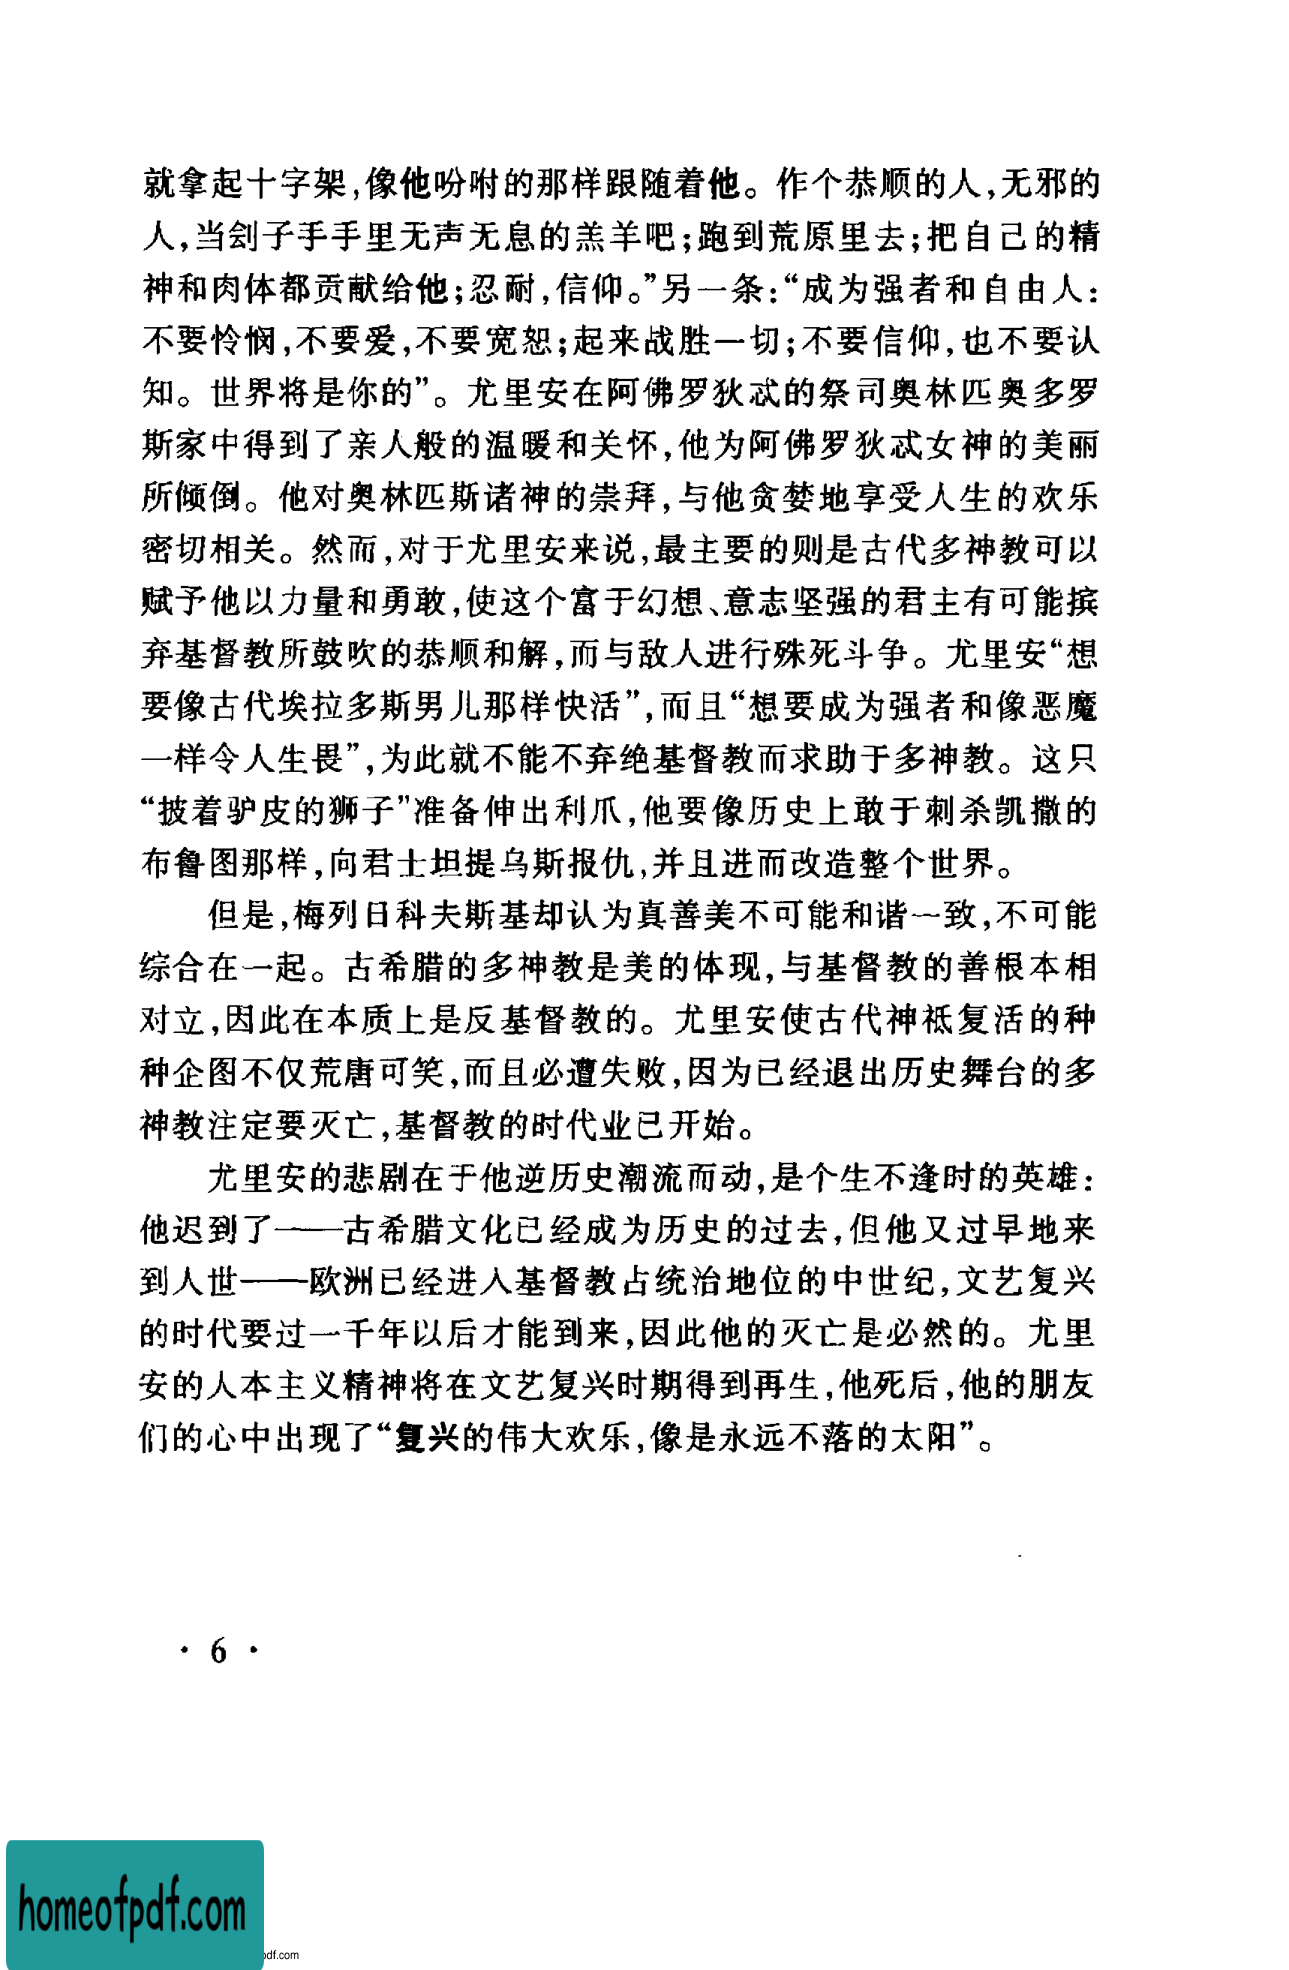 就拿起十字架,像他吩咐的那样跟随着他。作个恭顺的人,无邪的
人,当刽子手手里无声无息的羔羊吧;跑到荒原里去;把自己的精
神和肉体都贡献给他;忍耐,信仰。”另一条:“成为强者和自由人:
不要怜悯,不要爱,不要宽恕;起来战胜一切;不要信仰,也不要认
知。世界将是你的”。尤里安在阿佛罗狄忒的祭司奥林匹奥多罗
斯家中得到了亲人般的温暖和关怀,他为阿佛罗狄忒女神的美丽
所倾倒。他对奥林匹斯诸神的崇拜,与他贪婪地享受人生的欢乐
密切相关。然而,对于尤里安来说,最主要的则是古代多神教可以
赋予他以力量和勇敢,使这个富于幻想、意志坚强的君主有可能摈
弃基督教所鼓吹的恭顺和解,而与敌人进行殊死斗争。尤里安“想
要像古代埃拉多斯男儿那样快活”,而且“想要成为强者和像恶魔
一样令人生畏”,为此就不能不弃绝基督教而求助于多神教。这只
“披着驴皮的狮子”准备伸出利爪,他要像历史上敢于刺杀凯撒的
布鲁图那样,向君士坦提乌斯报仇,并且进而改造整个世界。
但是,梅列日科夫斯基却认为真善美不可能和谐一致,不可能
综合在一起。古希腊的多神教是美的体现,与基督教的善根本相
对立,因此在本质上是反基督教的。尤里安使古代神祗复活的种
种企图不仅荒唐可笑,而且必遭失败,因为已经退出历史舞台的多
神教注定要灭亡,基督教的时代业已开始。
尤里安的悲剧在于他逆历史潮流而动,是个生不逢时的英雄:
他迟到了——古希腊文化已经成为历史的过去,但他又过早地来
到人世——欧洲已经进入基督教占统治地位的中世纪,文艺复兴
的时代要过一千年以后才能到来,因此他的灭亡是必然的。尤里
安的人本主义精神将在文艺复兴时期得到再生,他死后,他的朋友
们的心中出现了“复兴的伟大欢乐,像是永远不落的太阳”。
· 6 ·
homeofpdf.com
pdf.com